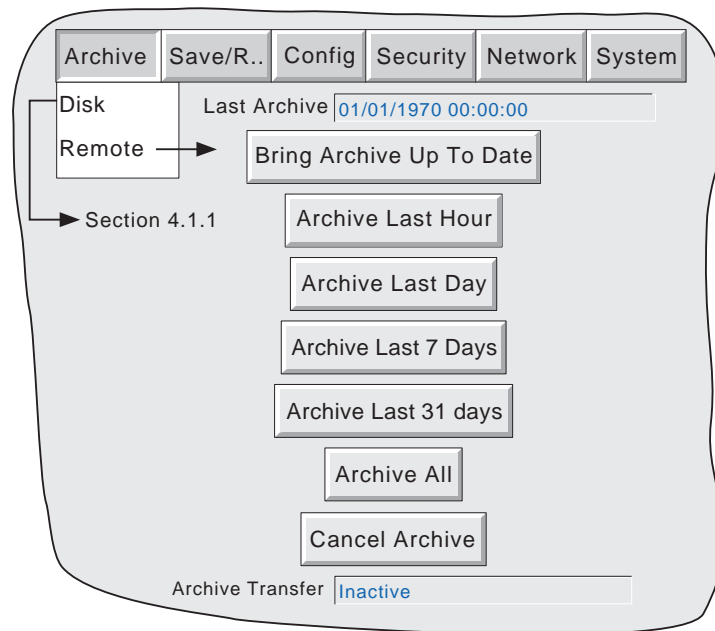 Archive Save/R.. Config Security Network System
Disk
Last Archive 01/01/1970 00:00:00
Remote
Bring Archive Up To Date
Section 4.1.1
Archive Last Hour
Archive Last Day
Archive Last 7 Days
Archive Last 31 days
Archive All
Cancel Archive
Archive Transfer Inactive